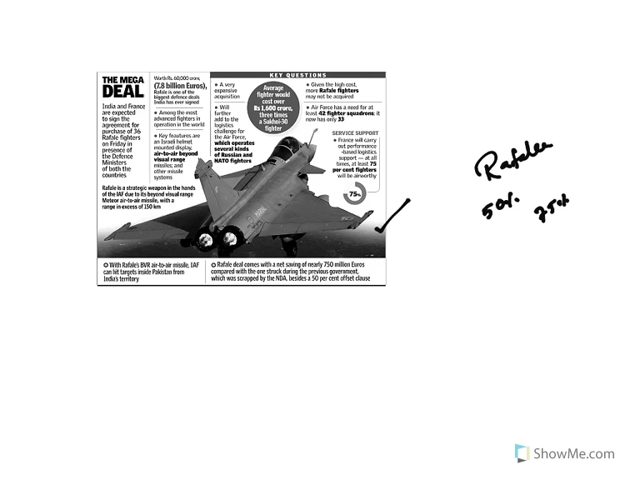 THE MEGA
DEAL
India and France
are expected
to sign the
agreement for
purchase of 36
Rafale fighters
on Friday in
presence of
the Defence
Ministers
of both the
countries
Worth Rs. 60,000 crore,
(7.8 billion Euros),
Rafale is one of the
biggest defence deals
India has ever signed
• Among the most
advanced fighters in
operation in the world
• Key feautures are
an Israeli helmet
mounted display,
air-to-air beyond
visual range
missiles; and
other missile
systems
Rafale is a strategic weapon in the hands
of the IAF due to its beyond visual range
Meteor air-to-air missile, with a
range in excess of 150 km
KEY QUESTIONS
• A very
expensive
acquisition
• Will
further
add to the
logistics
challenge for
the Air Force,
which operates
several kinds
of Russian and
NATO fighters
Average
fighter would
cost over
Rs 1,600 crore,
three times
a Sukhoi-30
fighter
• Given the high cost,
more Rafale fighters
may not be acquired
• Air Force has a need for at
least 42 fighter squadrons; it
now has only 33
SERVICE SUPPORT
• France will carry
out performance
-based logistics
support — at all
times, at least 75
per cent fighters
will be airworthy
75%
With Rafale's BVR air-to-air missile, IAF
can hit targets inside Pakistan from
India's territory
Rafale deal comes with a net saving of nearly 750 million Euros
compared with the one struck during the previous government,
which was scrapped by the NDA, besides a 50 per cent offset clause
Rafalee
50%. 75%
ShowMe.com